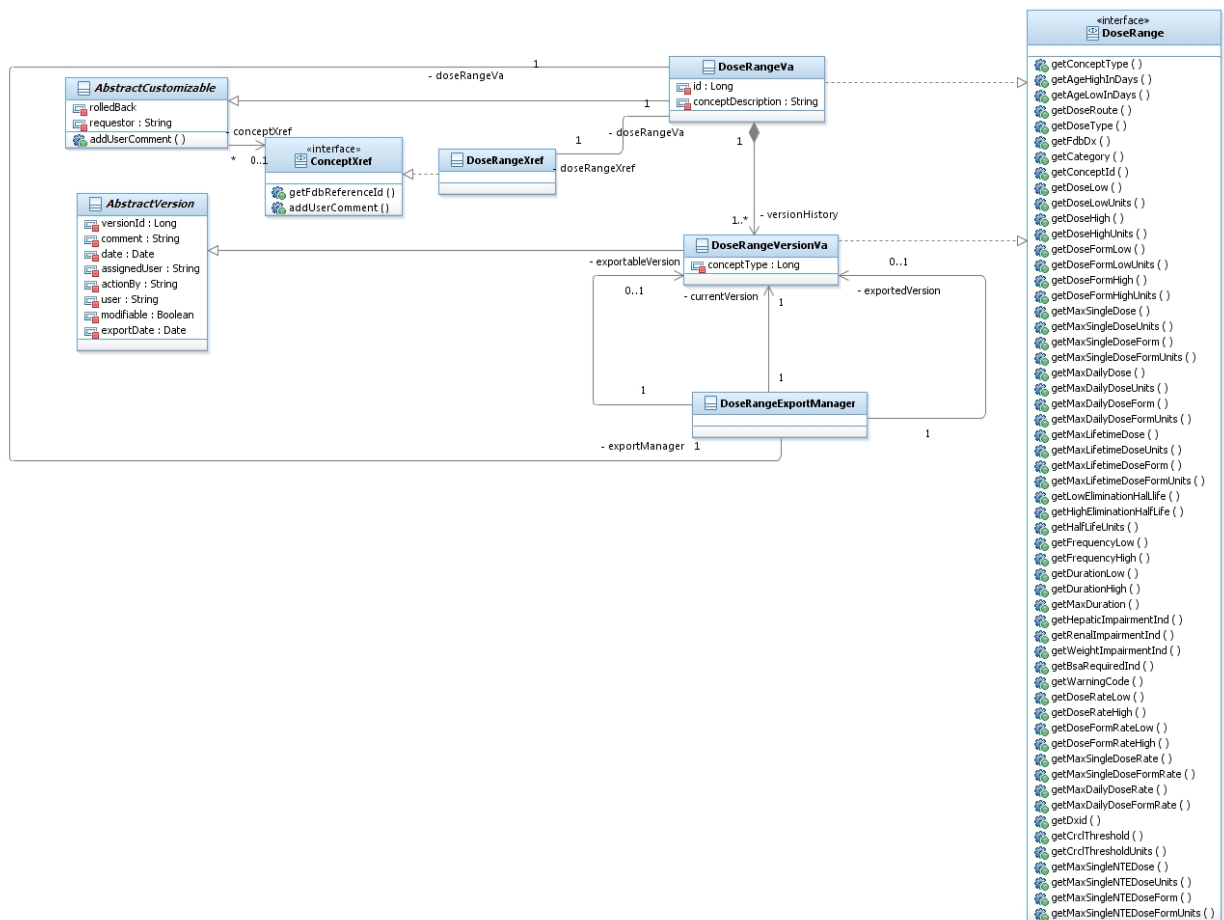 1
- doseRangeVa
DoseRangeVa
id : Long
conceptDescription : String
1
1
- doseRangeVa
AbstractCustomizable
rolledBack
requestor : String
addUserComment ( )
- conceptXref
* 0..1
«interface»
ConceptXref
getFdbReferenceId ( )
addUserComment ( )
1
DoseRangeXref
- doseRangeXref
AbstractVersion
versionId : Long
comment : String
date : Date
assignedUser : String
actionBy : String
user : String
modifiable : Boolean
exportDate : Date
1..* - versionHistory
DoseRangeVersionVa
conceptType : Long
- exportableVersion
0..1
- currentVersion
1
0..1
- exportedVersion
1
1
1
DoseRangeExportManager
- exportManager 1
«interface»
DoseRange
getConceptType ( )
getAgeHighInDays ( )
getAgeLowInDays ( )
getDoseRoute ( )
getDoseType ( )
getFdbDx ( )
getCategory ( )
getConceptId ( )
getDoseLow ( )
getDoseLowUnits ( )
getDoseHigh ( )
getDoseHighUnits ( )
getDoseFormLow ( )
getDoseFormLowUnits ( )
getDoseFormHigh ( )
getDoseFormHighUnits ( )
getMaxSingleDose ( )
getMaxSingleDoseUnits ( )
getMaxSingleDoseForm ( )
getMaxSingleDoseFormUnits ( )
getMaxDailyDose ( )
getMaxDailyDoseUnits ( )
getMaxDailyDoseForm ( )
getMaxDailyDoseFormUnits ( )
getMaxLifetimeDose ( )
getMaxLifetimeDoseUnits ( )
getMaxLifetimeDoseForm ( )
getMaxLifetimeDoseFormUnits ( )
getLowEliminationHalLlife ( )
getHighEliminationHalfLife ( )
getHalfLifeUnits ( )
getFrequencyLow ( )
getFrequencyHigh ( )
getDurationLow ( )
getDurationHigh ( )
getMaxDuration ( )
getHepaticImpairmentInd ( )
getRenalImpairmentInd ( )
getWeightImpairmentInd ( )
getBsaRequiredInd ( )
getWarningCode ( )
getDoseRateLow ( )
getDoseRateHigh ( )
getDoseFormRateLow ( )
getDoseFormRateHigh ( )
getMaxSingleDoseRate ( )
getMaxSingleDoseFormRate ( )
getMaxDailyDoseRate ( )
getMaxDailyDoseFormRate ( )
getDxid ( )
getCrclThreshold ( )
getCrclThresholdUnits ( )
getMaxSingleNTEDose ( )
getMaxSingleNTEDoseUnits ( )
getMaxSingleNTEDoseForm ( )
getMaxSingleNTEDoseFormUnits ( )